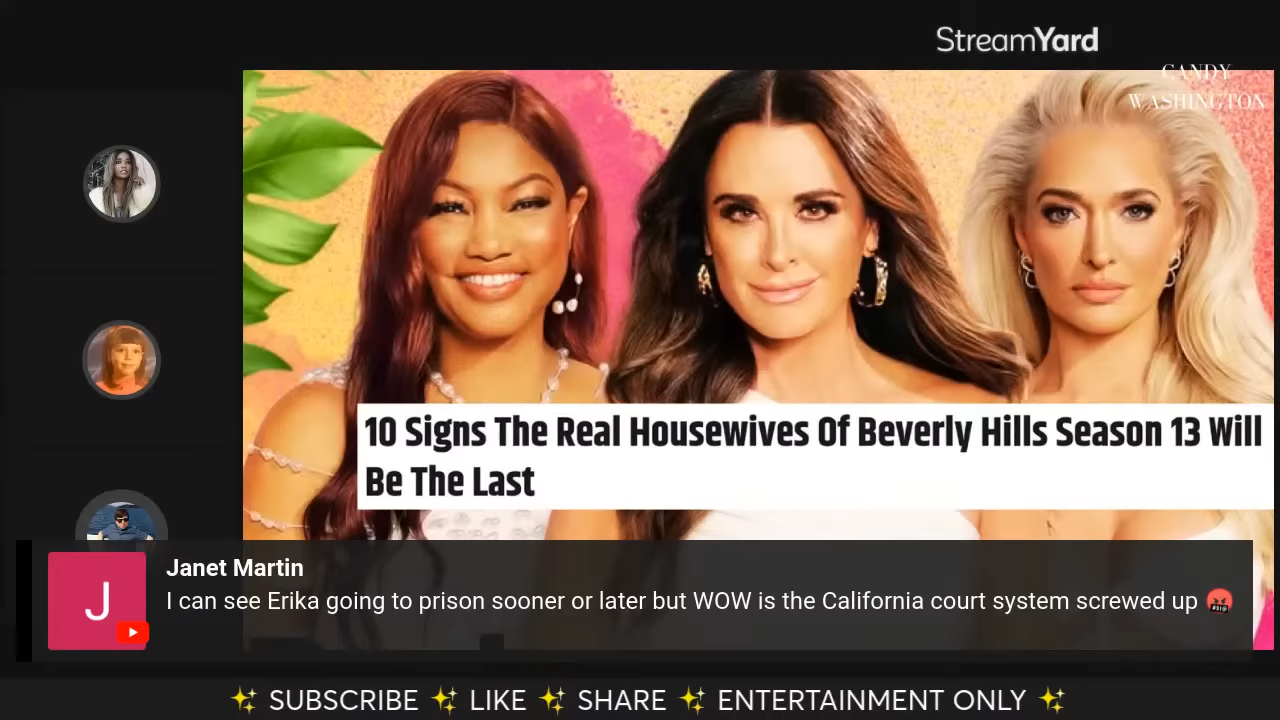 StreamYard
CANDY
WASHINGTON
10 Signs The Real Housewives Of Beverly Hills Season 13 Will
Be The Last
J
Janet Martin
I can see Erika going to prison sooner or later but WOW is the California court system screwed up 🤬
✨ SUBSCRIBE ✨ LIKE ✨ SHARE ✨ ENTERTAINMENT ONLY ✨